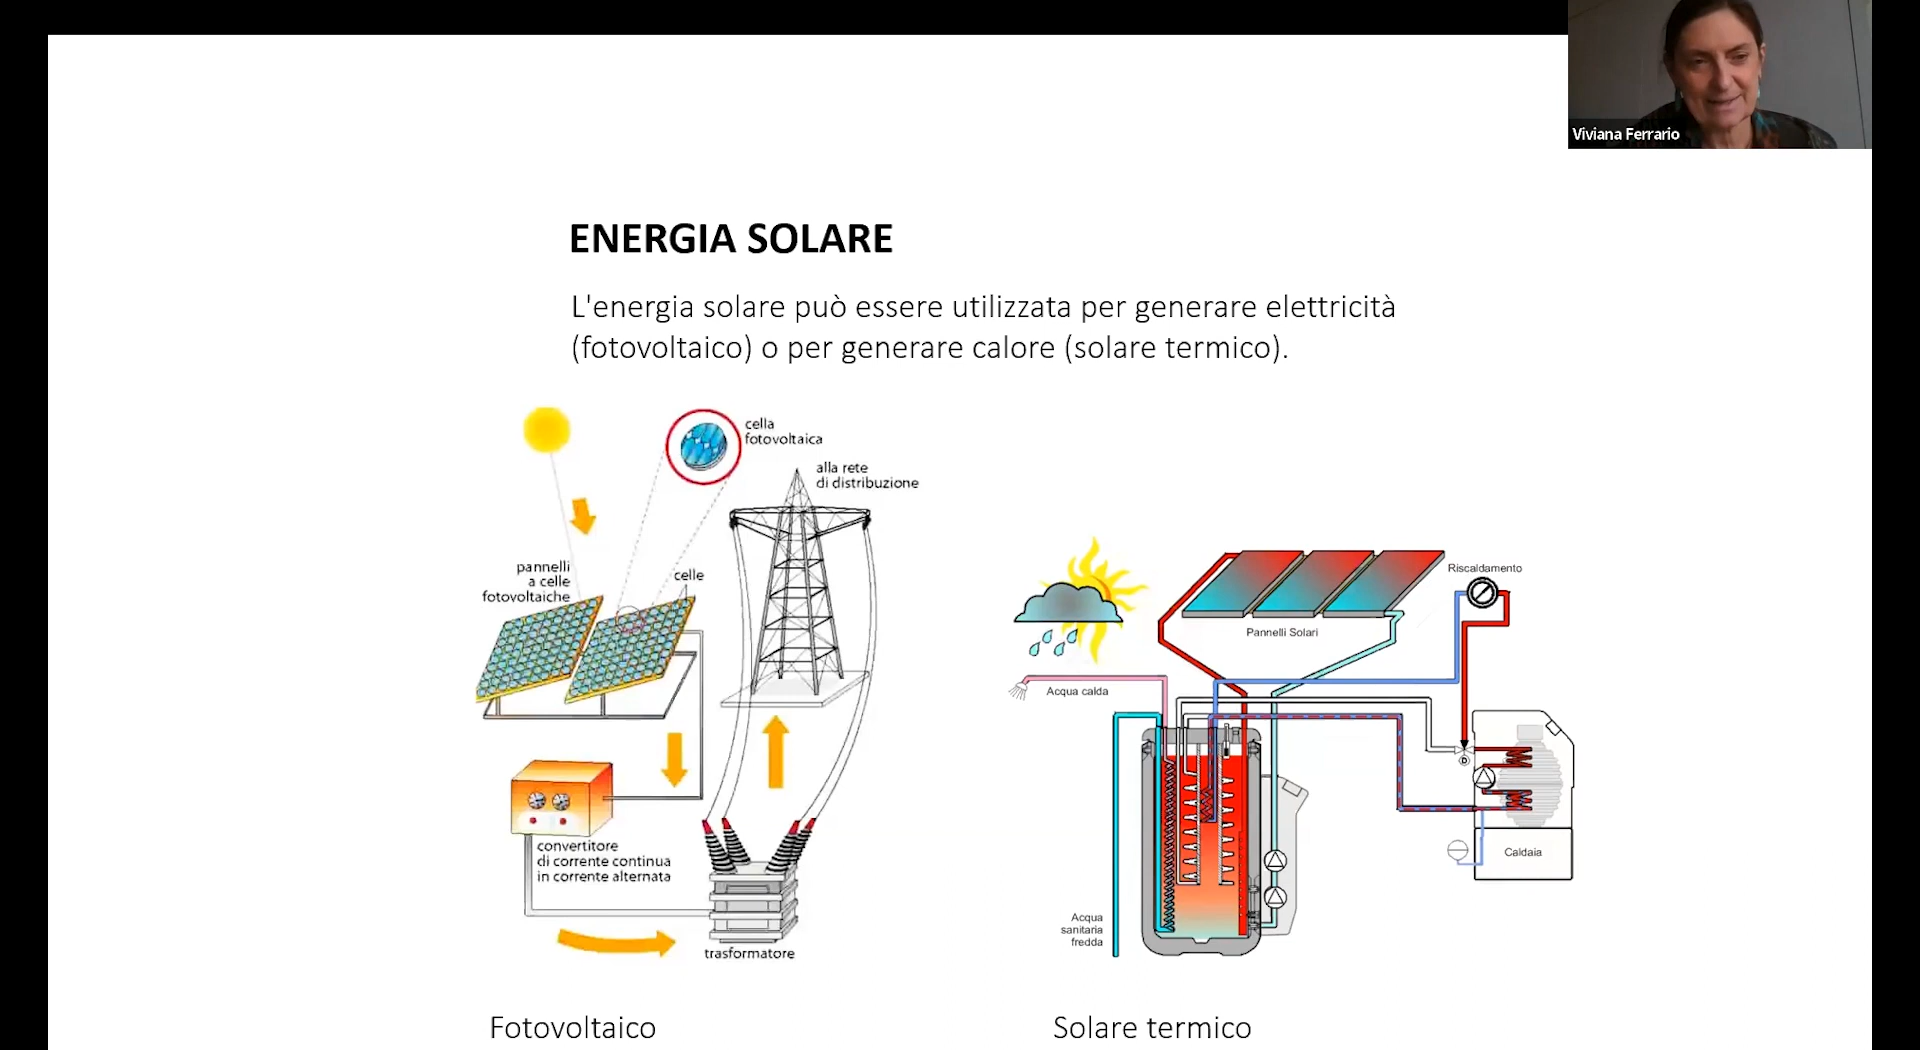 Viviana Ferrario
ENERGIA SOLARE
L'energia solare può essere utilizzata per generare elettricità
(fotovoltaico) o per generare calore (solare termico).
cella
fotovoltaica
alla rete
di distribuzione
pannelli
a celle
fotovoltaiche
celle
convertitore
di corrente continua
in corrente alternata
trasformatore
Fotovoltaico
Riscaldamento
Pannelli Solari
Acqua calda
D
Caldaia
Acqua
sanitaria
fredda
Solare termico